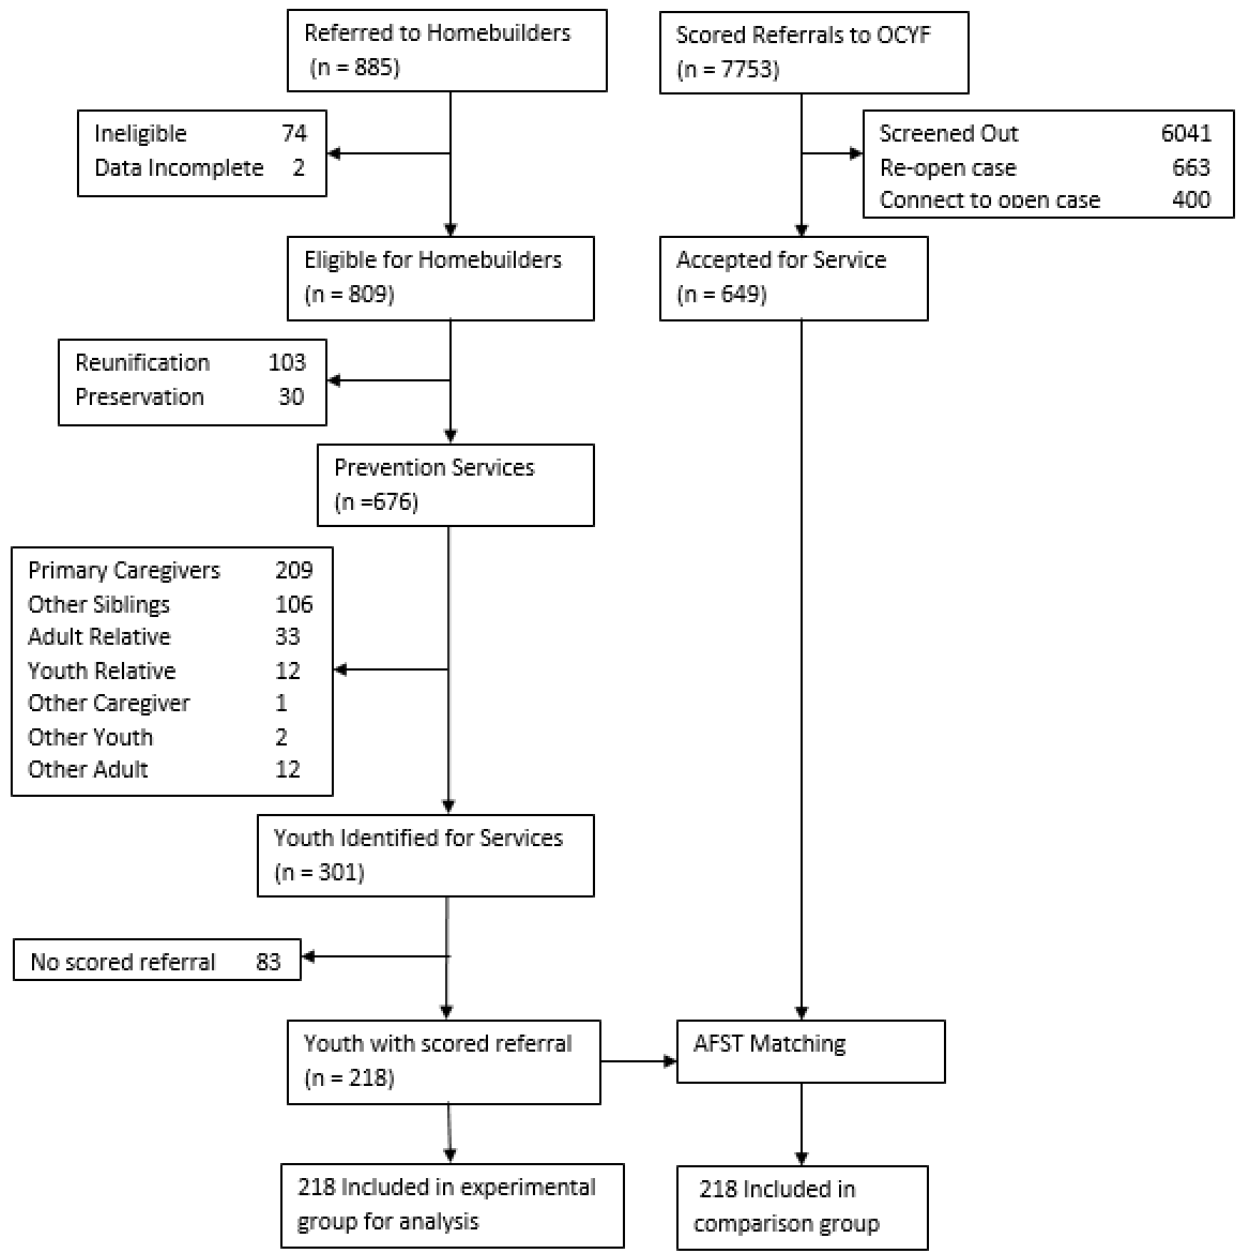 Referred to Homebuilders
(n = 885)
Scored Referrals to OCYF
(n = 7753)
Ineligible 74
Data Incomplete 2
Screened Out 6041
Re-open case 663
Connect to open case 400
Eligible for Homebuilders
(n = 809)
Accepted for Service
(n = 649)
Reunification 103
Preservation 30
Prevention Services
(n =676)
Primary Caregivers 209
Other Siblings 106
Adult Relative 33
Youth Relative 12
Other Caregiver 1
Other Youth 2
Other Adult 12
Youth Identified for Services
(n = 301)
No scored referral 83
Youth with scored referral
(n = 218)
AFST Matching
218 Included in experimental
group for analysis
218 Included in
comparison group